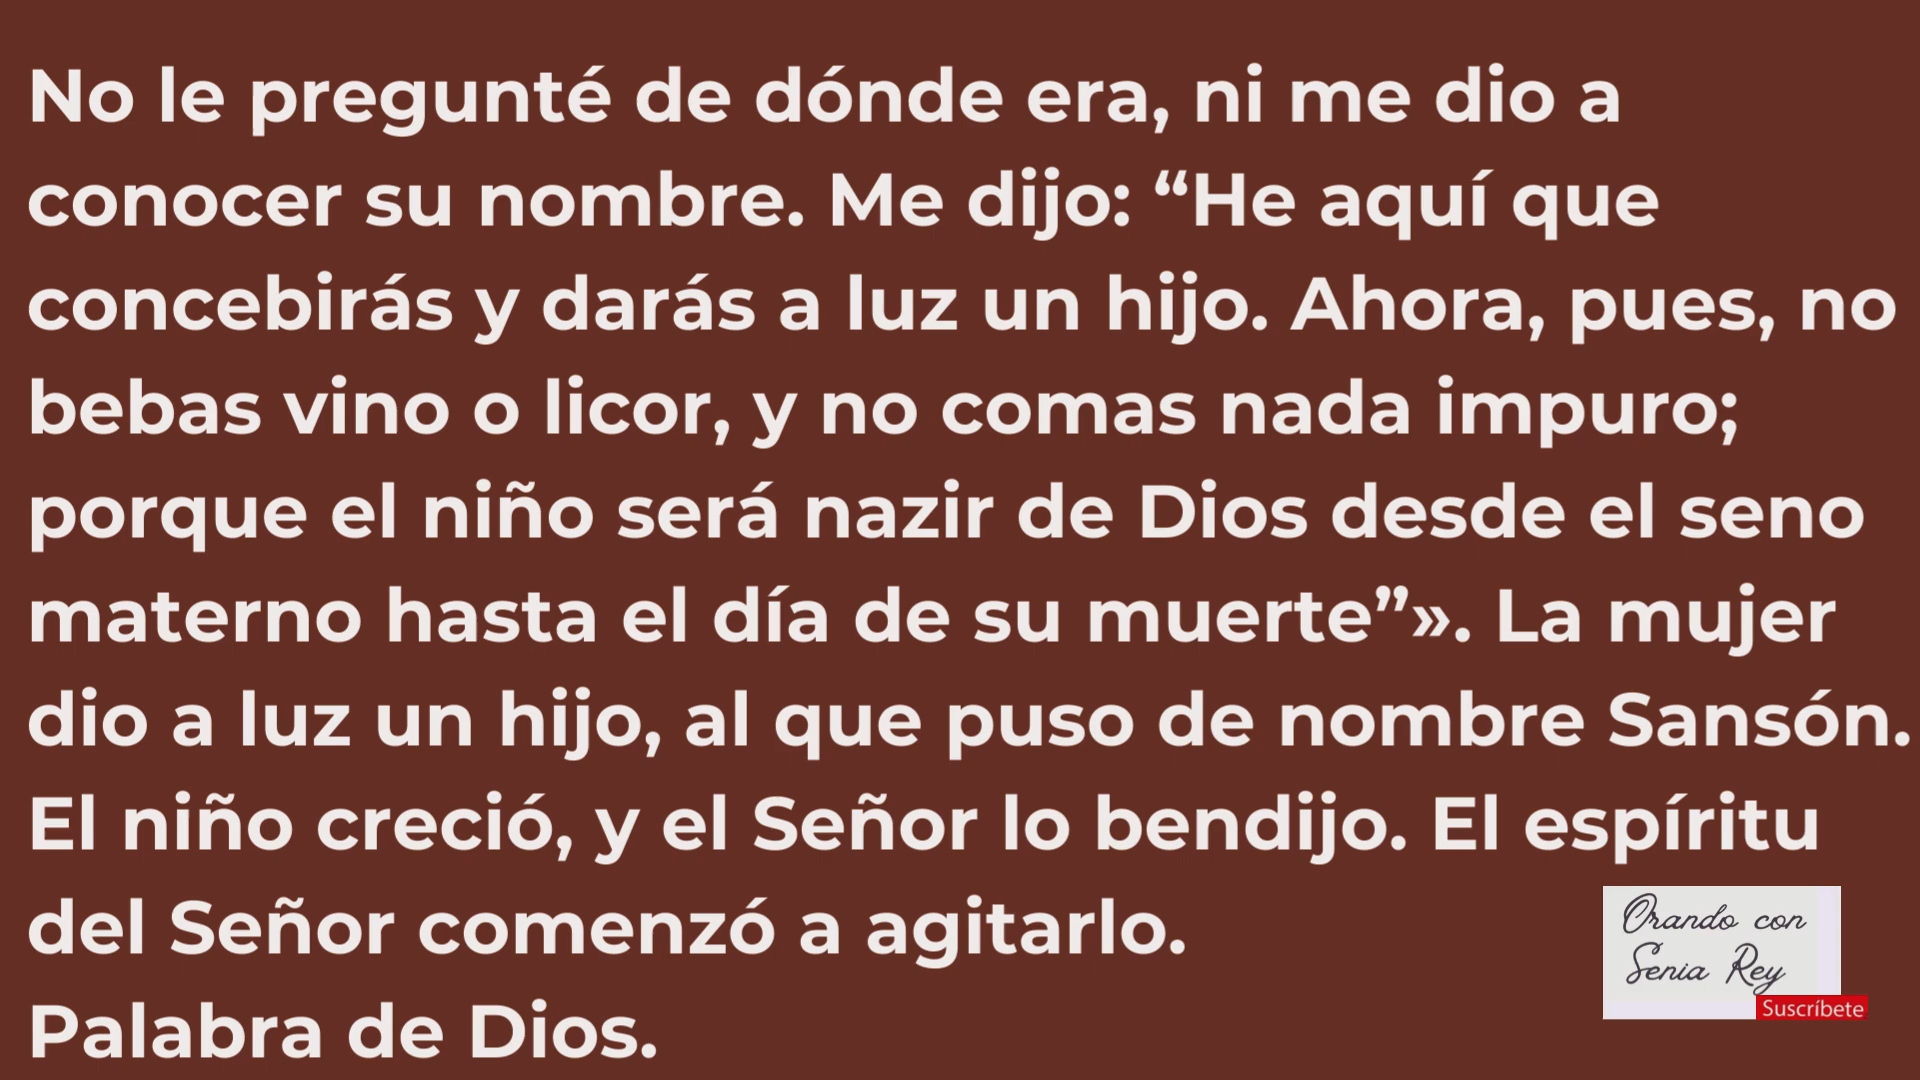 No le pregunté de dónde era, ni me dio a
conocer su nombre. Me dijo: “He aquí que
concebirás y darás a luz un hijo. Ahora, pues, no
bebas vino o licor, y no comas nada impuro;
porque el niño será nazir de Dios desde el seno
materno hasta el día de su muerte”». La mujer
dio a luz un hijo, al que puso de nombre Sansón.
El niño creció, y el Señor lo bendijo. El espíritu
del Señor comenzó a agitarlo.
Palabra de Dios.
Orando con
Senia Rey
Suscríbete